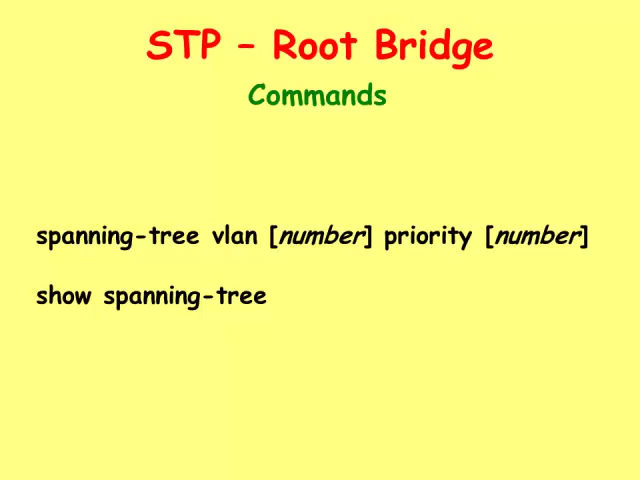 STP – Root Bridge
Commands
spanning-tree vlan [number] priority [number]
show spanning-tree